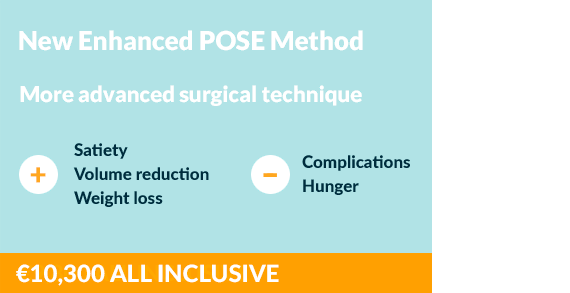 New Enhanced POSE Method
More advanced surgical technique
+
Satiety
Volume reduction
Weight loss
−
Complications
Hunger
€10,300 ALL INCLUSIVE